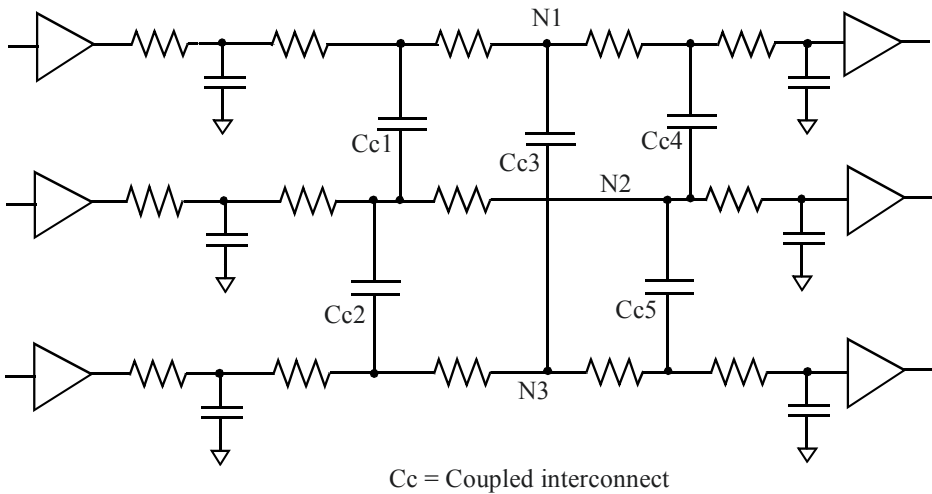 N1
Cc1
Cc3
Cc4
N2
Cc2
Cc5
N3
Cc = Coupled interconnect